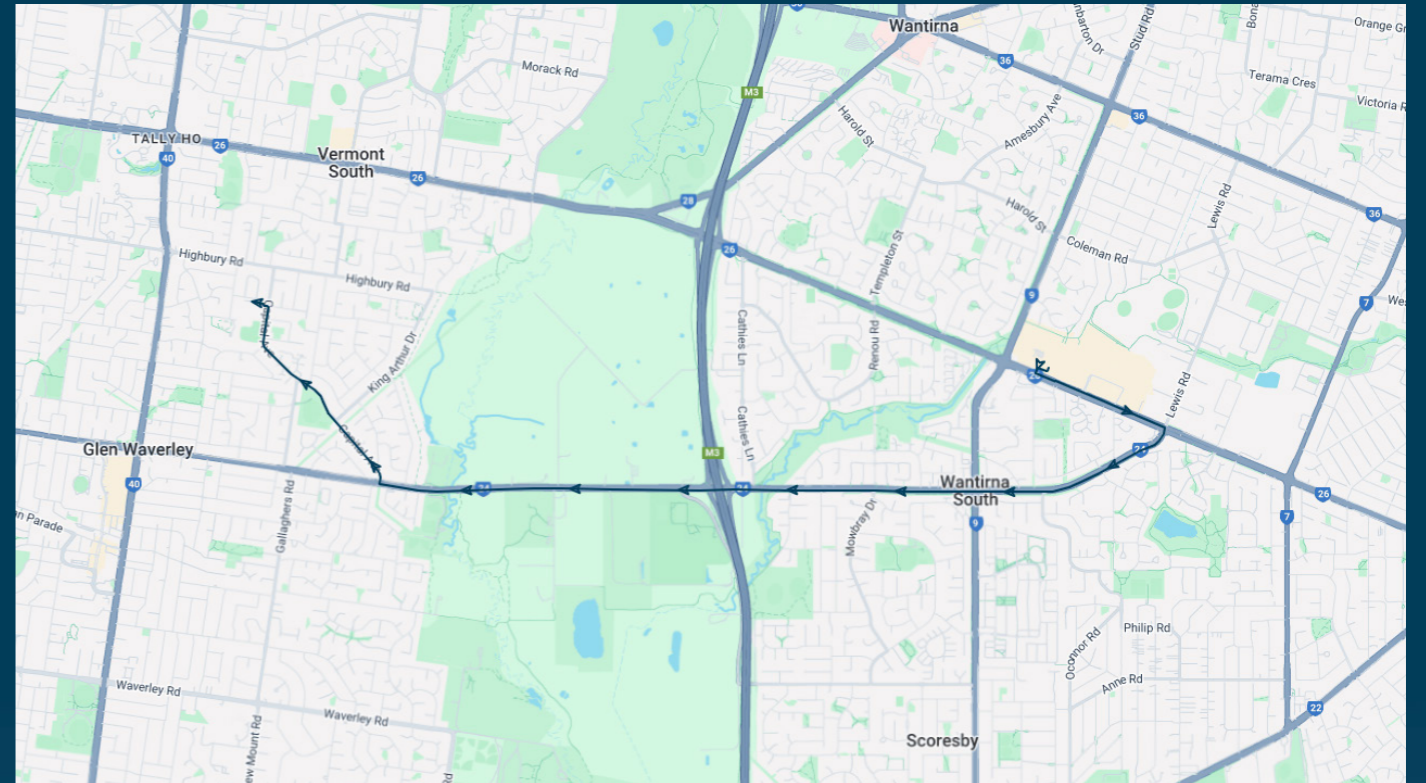 Wantirna
36
Orange Gr
Stud Rd
Morack Rd
36
Terama Cres
M3
Victoria R
Harold St
Amesbury Ave
36
TALLY HO
26
40
Vermont
South
26
28
Lewis Rd
Harold St
36
Coleman Rd
26
Templeton St
Highbury Rd
Highbury Rd
9
7
Cathies Ln
Renou Rd
King Arthur Dr
Lewis Rd
Cathies Ln
Glen Waverley
M3
40
Gallaghers Rd
Wantirna
South
26
7
9
Mowbray Dr
Philip Rd
Oconnor Rd
Anne Rd
Waverley Rd
22
Waverley Rd
Scoresby